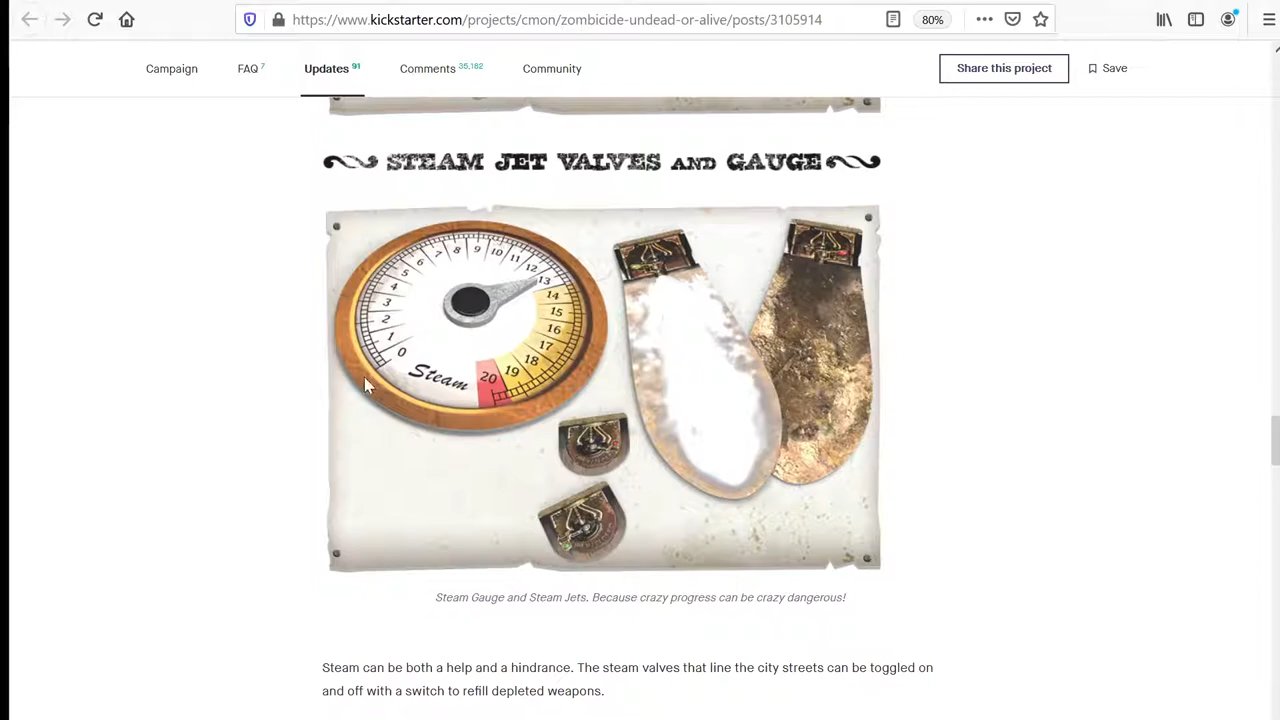 https://www.kickstarter.com/projects/cmon/zombicide-undead-or-alive/posts/3105914
80%
Campaign
FAQ 7
Updates 91
Comments 35,182
Community
Share this project
Save
STEAM JET VALVES AND GAUGE
0 1 2 3 4 5 6 7 8 9 10 11 12 13 14 15 16 17 18 19 20
Steam
Steam Gauge and Steam Jets. Because crazy progress can be crazy dangerous!
Steam can be both a help and a hindrance. The steam valves that line the city streets can be toggled on
and off with a switch to refill depleted weapons.